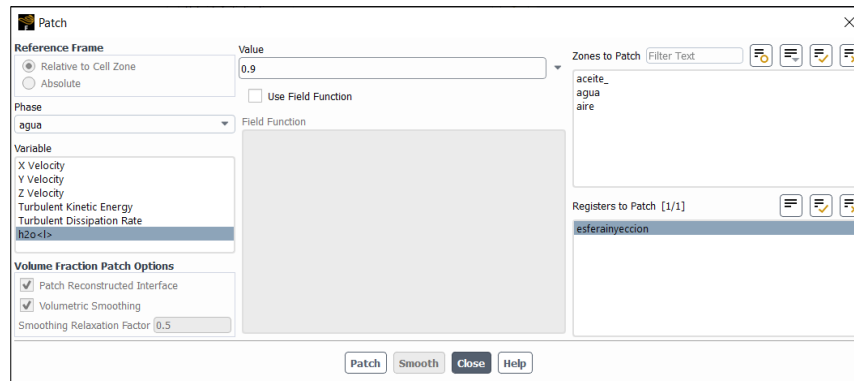 Patch
Reference Frame
Relative to Cell Zone
Absolute
Phase
agua
Variable
X Velocity
Y Velocity
Z Velocity
Turbulent Kinetic Energy
Turbulent Dissipation Rate
h2o<l>
Volume Fraction Patch Options
Patch Reconstructed Interface
Volumetric Smoothing
Smoothing Relaxation Factor 0.5
Value
0.9
Use Field Function
Field Function
Zones to Patch Filter Text
aceite_
agua
aire
Registers to Patch [1/1]
esferainyeccion
Patch Smooth Close Help